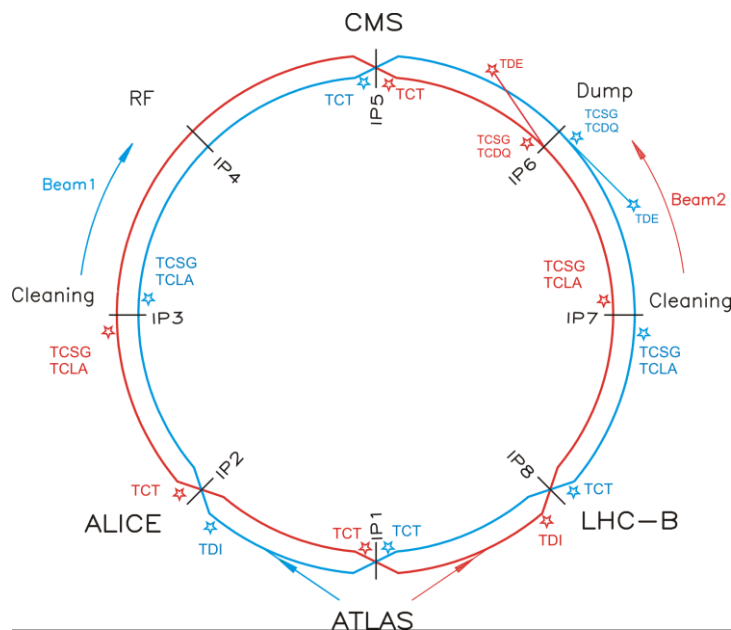 CMS
TDE
RF
Dump
TCT
IP5
TCT
TCSG
TCDQ
TCSG
TCDQ
IP4
IP6
Beam1
Beam2
TDE
TCSG
TCLA
TCSG
TCLA
Cleaning
IP3
IP7
Cleaning
TCSG
TCLA
TCSG
TCLA
IP2
IP8
TCT
TCT
ALICE
LHC-B
TDI
TCT
IP1
TCT
TDI
ATLAS